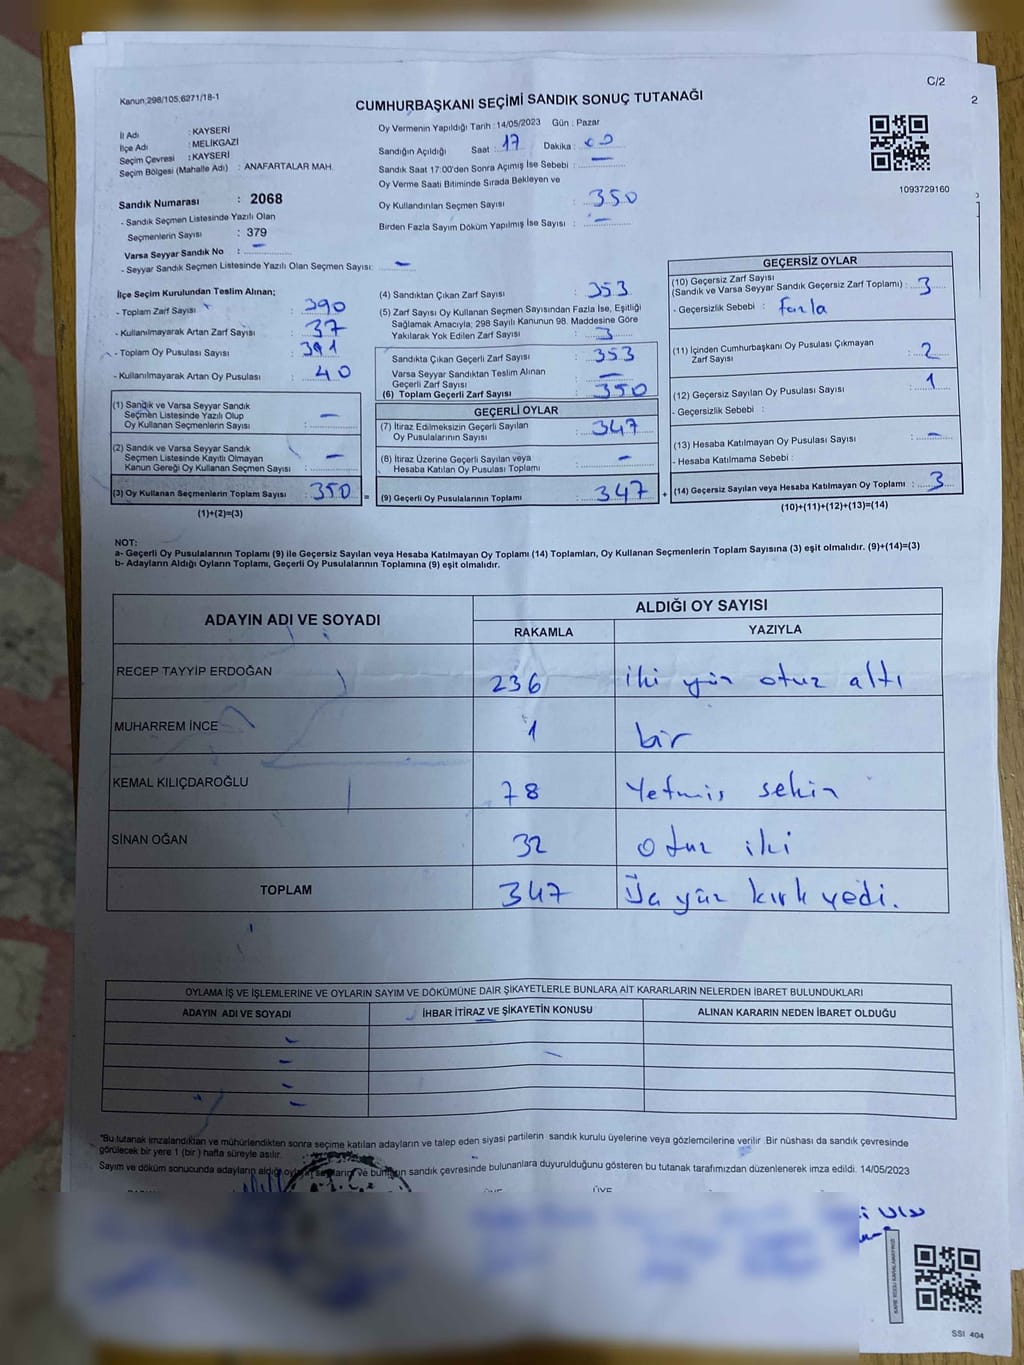 C/2
2
Kanun:298/105.6271/18-1
CUMHURBAŞKANI SEÇİMİ SANDIK SONUÇ TUTANAĞI
İl Adı : KAYSERİ
İlçe Adı : MELİKGAZİ
Seçim Çevresi : KAYSERİ
Seçim Bölgesi (Mahalle Adı) : ANAFARTALAR MAH.
Oy Vermenin Yapıldığı Tarih : 14/05/2023 Gün : Pazar
Sandığın Açıldığı Saat : 17 Dakika : 00
Sandık Saat 17:00'den Sonra Açımış İse Sebebi : —
Oy Verme Saati Bitiminde Sırada Bekleyen ve
Oy Kullandırılan Seçmen Sayısı : 350
Birden Fazla Sayım Döküm Yapılmış İse Sayısı : —
1093729160
Sandık Numarası : 2068
- Sandık Seçmen Listesinde Yazılı Olan
Seçmenlerin Sayısı : 379
Varsa Seyyar Sandık No : —
- Seyyar Sandık Seçmen Listesinde Yazılı Olan Seçmen Sayısı: —
İlçe Seçim Kurulundan Teslim Alınan;
- Toplam Zarf Sayısı : 390
- Kullanılmayarak Artan Zarf Sayısı : 37
- Toplam Oy Pusulası Sayısı : 391
- Kullanılmayarak Artan Oy Pusulası : 40
(1) Sandık ve Varsa Seyyar Sandık
Seçmen Listesinde Yazılı Olup
Oy Kullanan Seçmenlerin Sayısı : —
(2) Sandık ve Varsa Seyyar Sandık
Seçmen Listesinde Kayıtlı Olmayan
Kanun Gereği Oy Kullanan Seçmen Sayısı : —
(3) Oy Kullanan Seçmenlerin Toplam Sayısı : 350 =
(1)+(2)=(3)
(4) Sandıktan Çıkan Zarf Sayısı : 353
(5) Zarf Sayısı Oy Kullanan Seçmen Sayısından Fazla İse, Eşitliği
Sağlamak Amacıyla; 298 Sayılı Kanunun 98. Maddesine Göre
Yakılarak Yok Edilen Zarf Sayısı : 3
Sandıkta Çıkan Geçerli Zarf Sayısı : 353
Varsa Seyyar Sandıktan Teslim Alınan
Geçerli Zarf Sayısı : —
(6) Toplam Geçerli Zarf Sayısı : 350
GEÇERLİ OYLAR
(7) İtiraz Edilmeksizin Geçerli Sayılan
Oy Pusulalarının Sayısı : 347
(8) İtiraz Üzerine Geçerli Sayılan veya
Hesaba Katılan Oy Pusulası Toplamı : —
(9) Geçerli Oy Pusulalarının Toplamı : 347 +
GEÇERSİZ OYLAR
(10) Geçersiz Zarf Sayısı
(Sandık ve Varsa Seyyar Sandık Geçersiz Zarf Toplamı) : 3
- Geçersizlik Sebebi : fazla
(11) İçinden Cumhurbaşkanı Oy Pusulası Çıkmayan
Zarf Sayısı : 2
(12) Geçersiz Sayılan Oy Pusulası Sayısı : 1
- Geçersizlik Sebebi :
(13) Hesaba Katılmayan Oy Pusulası Sayısı : —
- Hesaba Katılmama Sebebi :
(14) Geçersiz Sayılan veya Hesaba Katılmayan Oy Toplamı : 3
(10)+(11)+(12)+(13)=(14)
NOT:
a- Geçerli Oy Pusulalarının Toplamı (9) ile Geçersiz Sayılan veya Hesaba Katılmayan Oy Toplamı (14) Toplamları, Oy Kullanan Seçmenlerin Toplam Sayısına (3) eşit olmalıdır. (9)+(14)=(3)
b- Adayların Aldığı Oyların Toplamı, Geçerli Oy Pusulalarının Toplamına (9) eşit olmalıdır.
ADAYIN ADI VE SOYADI ALDIĞI OY SAYISI
RAKAMLA YAZIYLA
RECEP TAYYİP ERDOĞAN 236 iki yüz otuz altı
MUHARREM İNCE 1 bir
KEMAL KILIÇDAROĞLU 78 Yetmiş sekiz
SİNAN OĞAN 32 otuz iki
TOPLAM 347 Üç yüz kırk yedi.
OYLAMA İŞ VE İŞLEMLERİNE VE OYLARIN SAYIM VE DÖKÜMÜNE DAİR ŞİKAYETLERLE BUNLARA AİT KARARLARIN NELERDEN İBARET BULUNDUKLARI
ADAYIN ADI VE SOYADI İHBAR İTİRAZ VE ŞİKAYETİN KONUSU ALINAN KARARIN NEDEN İBARET OLDUĞU
"Bu tutanak imzalandıktan ve mühürlendikten sonra seçime katılan adayların ve talep eden siyasi partilerin sandık kurulu üyelerine veya gözlemcilerine verilir .Bir nüshası da sandık çevresinde
görülecek bir yere 1 (bir ) hafta süreyle asılır.
Sayım ve döküm sonucunda adayların aldığı oy sandık çevresinde bulunanlara duyurulduğunu gösteren bu tutanak tarafımızdan düzenlenerek imza edildi. 14/05/2023
ÜYE
SSI 404